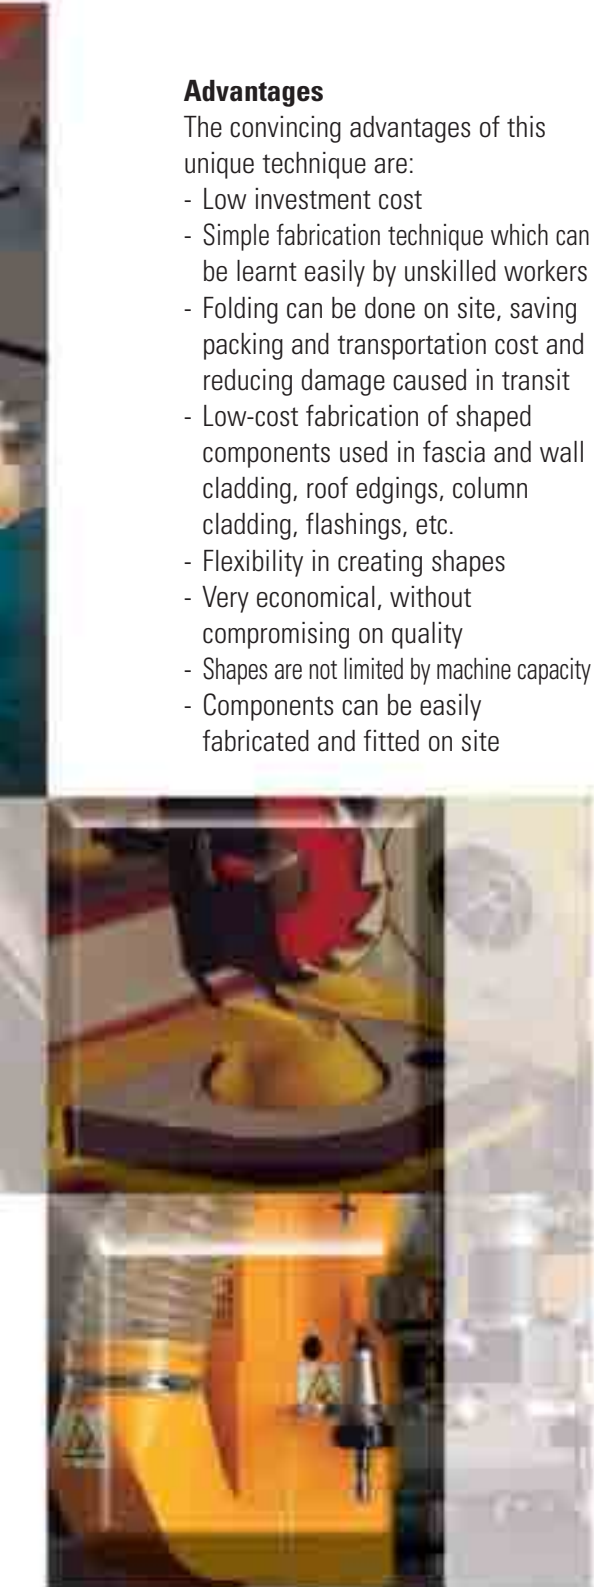 Advantages
The convincing advantages of this
unique technique are:
- Low investment cost
- Simple fabrication technique which can
be learnt easily by unskilled workers
- Folding can be done on site, saving
packing and transportation cost and
reducing damage caused in transit
- Low-cost fabrication of shaped
components used in fascia and wall
cladding, roof edgings, column
cladding, flashings, etc.
- Flexibility in creating shapes
- Very economical, without
compromising on quality
- Shapes are not limited by machine capacity
- Components can be easily
fabricated and fitted on site